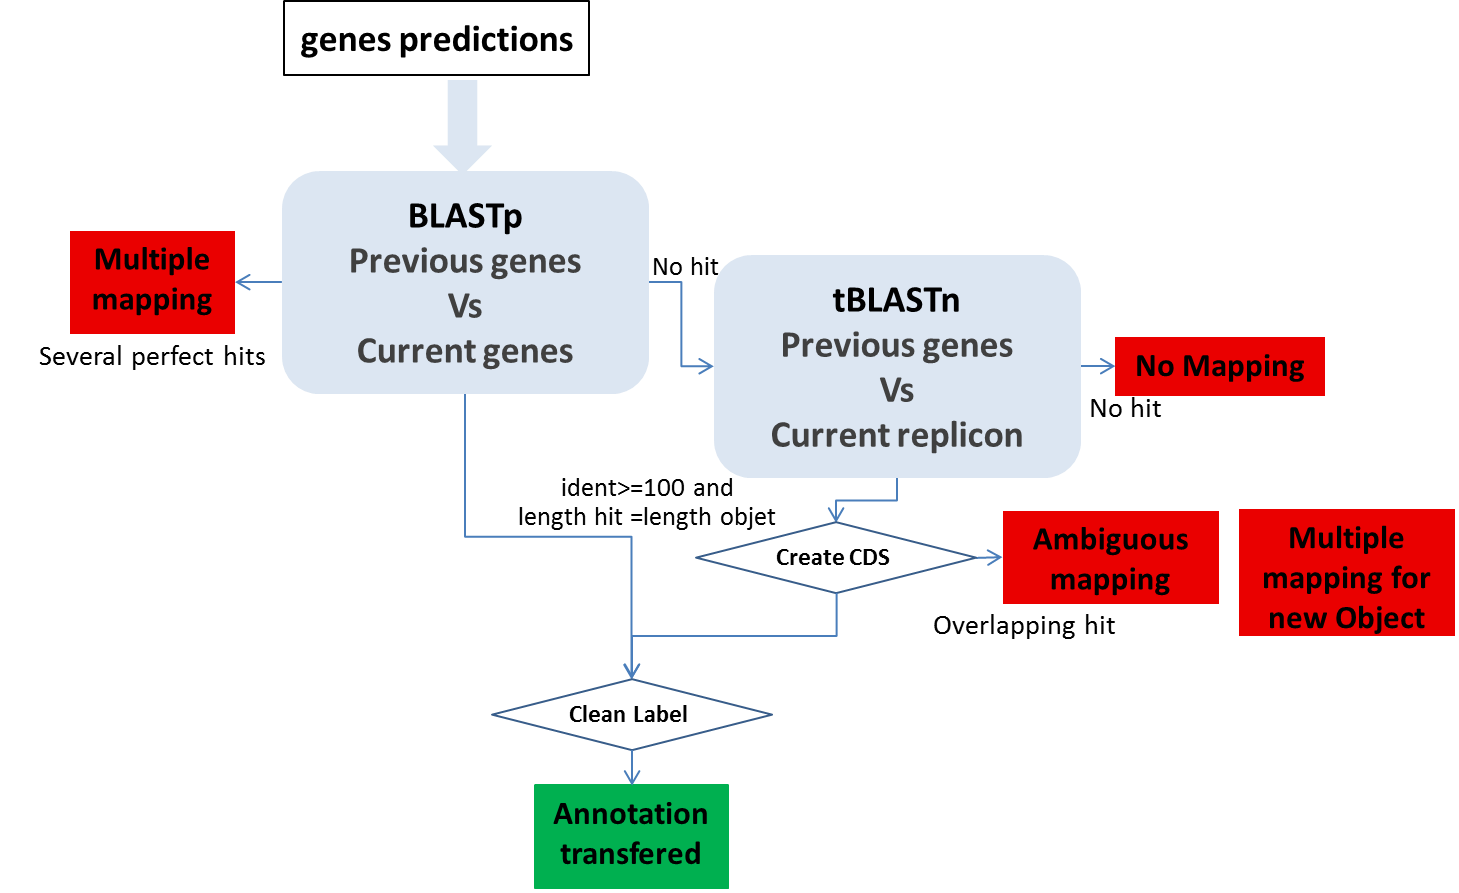 genes predictions
BLASTp
Previous genes
Vs
Current genes
Multiple
mapping
Several perfect hits
No hit
tBLASTn
Previous genes
Vs
Current replicon
No Mapping
No hit
ident>=100 and
length hit =length objet
Create CDS
Ambiguous
mapping
Overlapping hit
Multiple
mapping for
new Object
Clean Label
Annotation
transfered